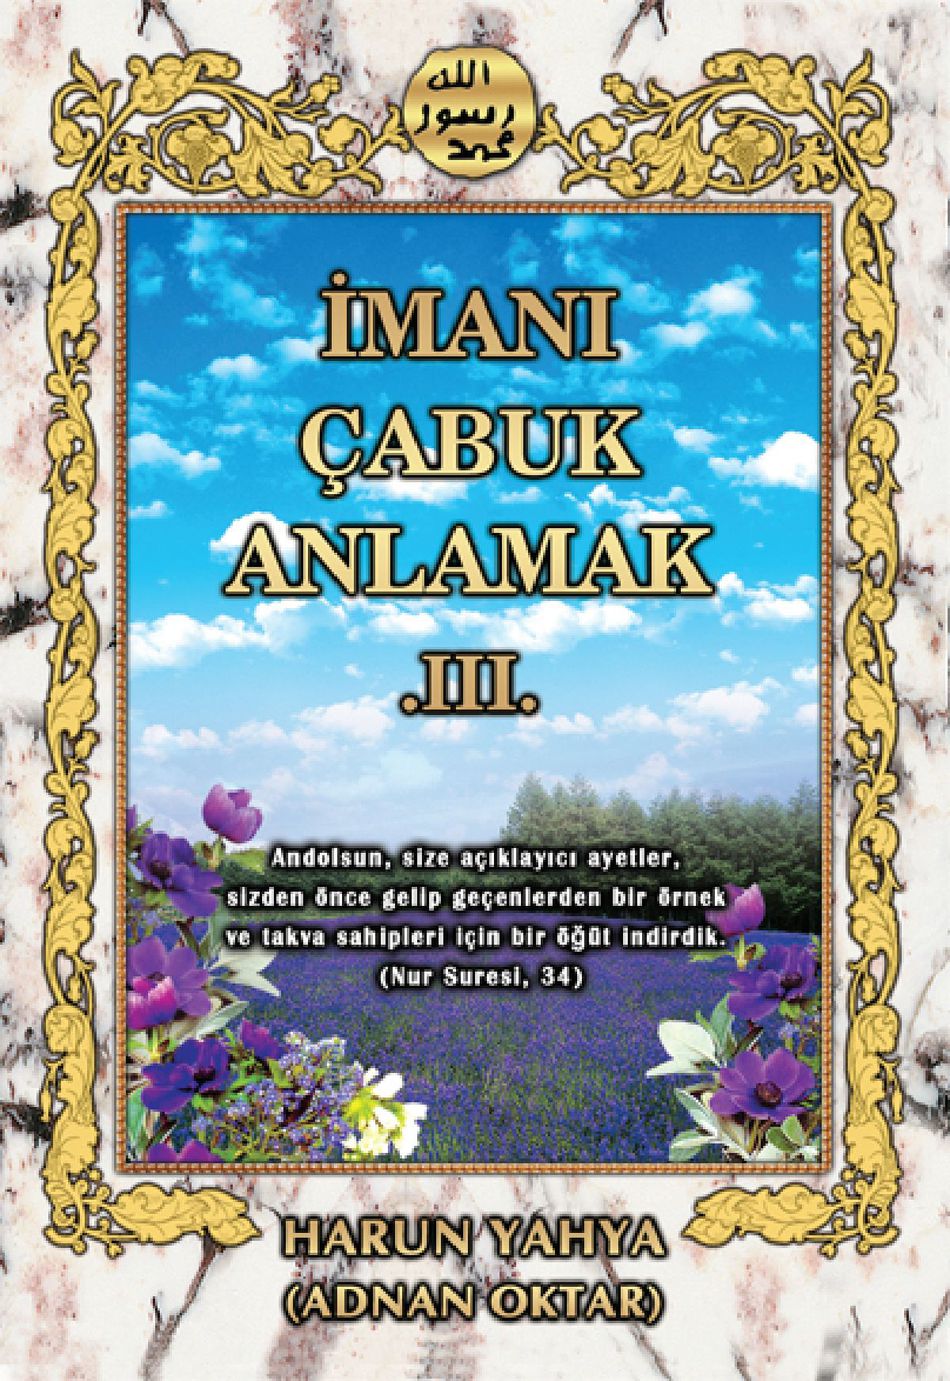 الله
رسول
محمد
İMANI
ÇABUK
ANLAMAK
.III.
Andolsun, size açıklayıcı ayetler,
sizden önce gelip geçenlerden bir örnek
ve takva sahipleri için bir öğüt indirdik.
(Nur Suresi, 34)
HARUN YAHYA
(ADNAN OKTAR)